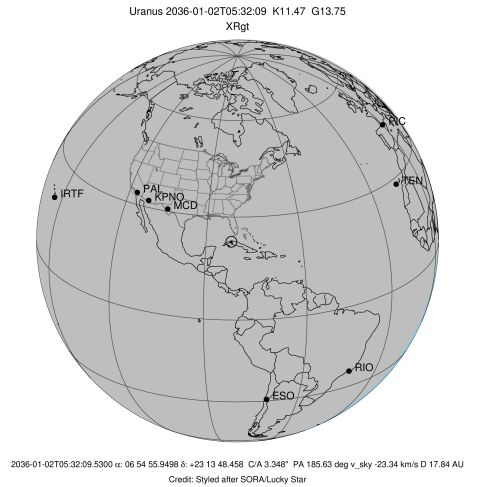 Uranus 2036-01-02T05:32:09 K11.47 G13.75
XRgt
PIC
TEN
IRTF
PAL
KPNO
MCD
RIO
ESO
2036-01-02T05:32:09.5300 α: 06 54 55.9498 δ: +23 13 48.458 C/A 3.348" PA 185.63 deg v_sky -23.34 km/s D 17.84 AU
Credit: Styled after SORA/Lucky Star